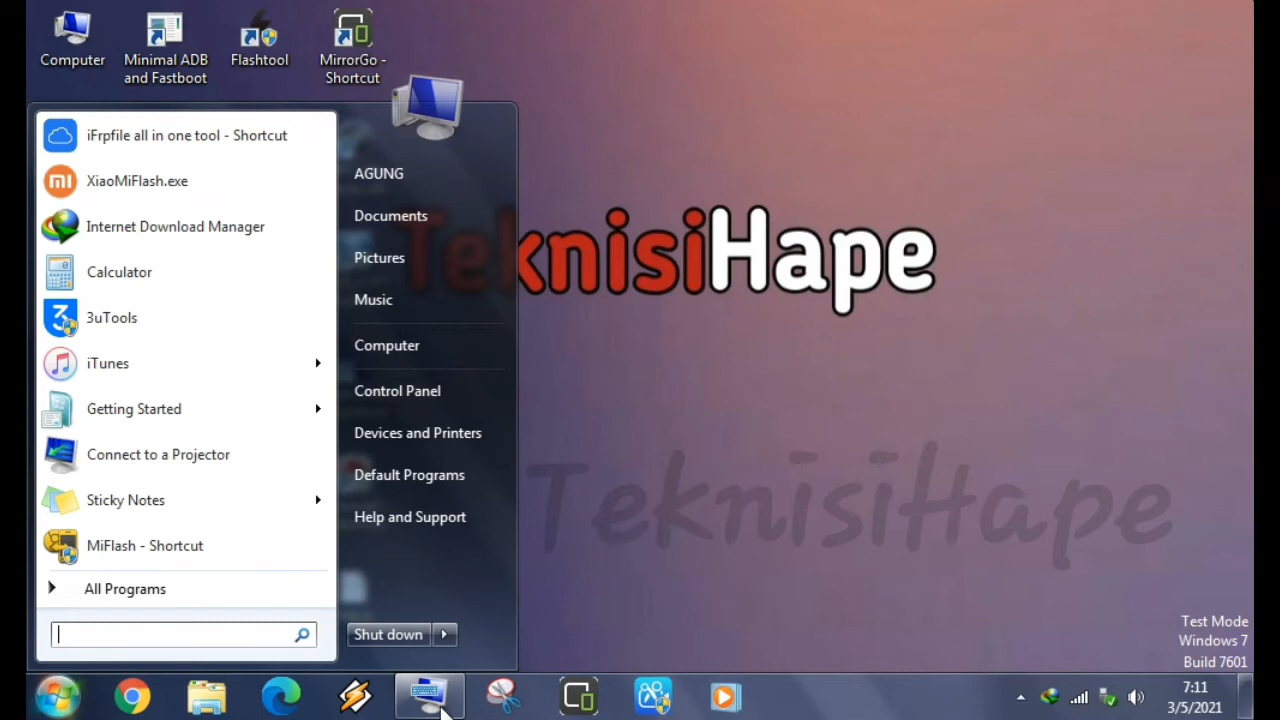 Computer
Minimal ADB
and Fastboot
Flashtool
MirrorGo -
Shortcut
iFrpfile all in one tool - Shortcut
XiaoMiFlash.exe
Internet Download Manager
Calculator
3uTools
iTunes
Getting Started
Connect to a Projector
Sticky Notes
MiFlash - Shortcut
All Programs
AGUNG
Documents
Pictures
Music
Computer
Control Panel
Devices and Printers
Default Programs
Help and Support
Shut down
TeknisiHape
TeknisiHape
Test Mode
Windows 7
Build 7601
7:11
3/5/2021